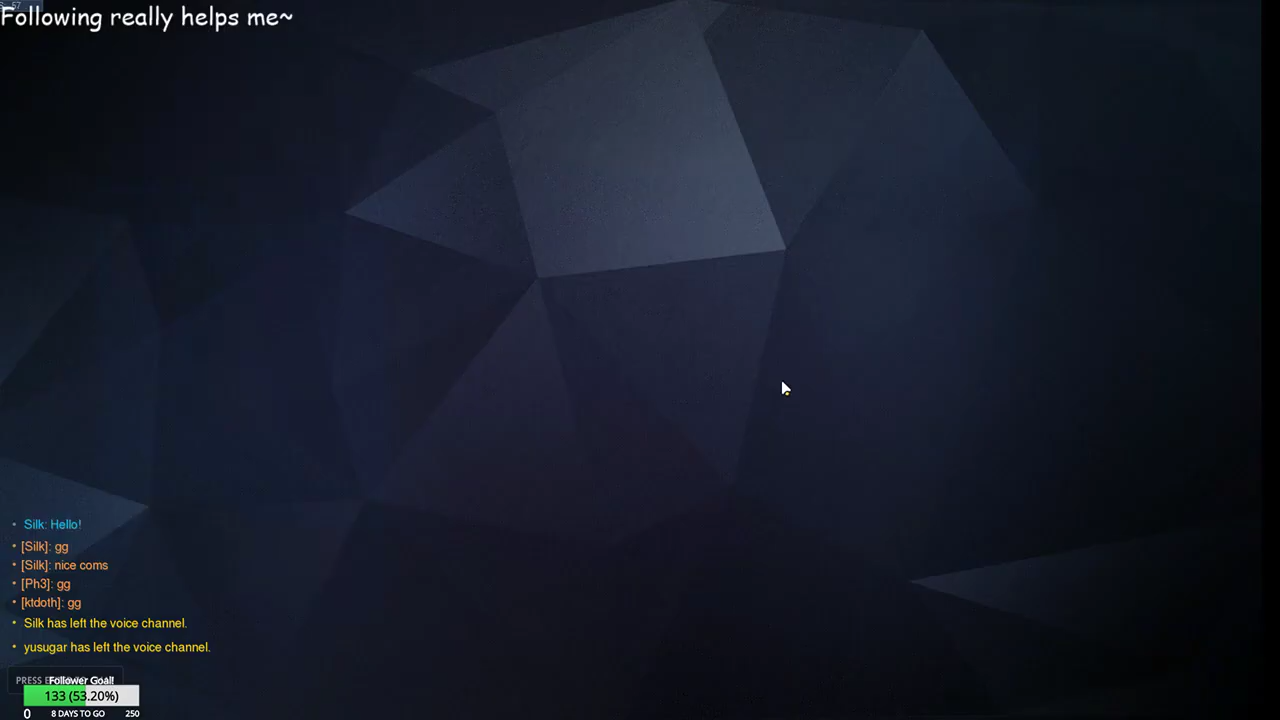 Following really helps me~
Silk: Hello!
[Silk]: gg
[Silk]: nice coms
[Ph3]: gg
[ktdoth]: gg
Silk has left the voice channel.
yusugar has left the voice channel.
PRESS
Follower Goal!
133 (53.20%)
0 8 DAYS TO GO 250